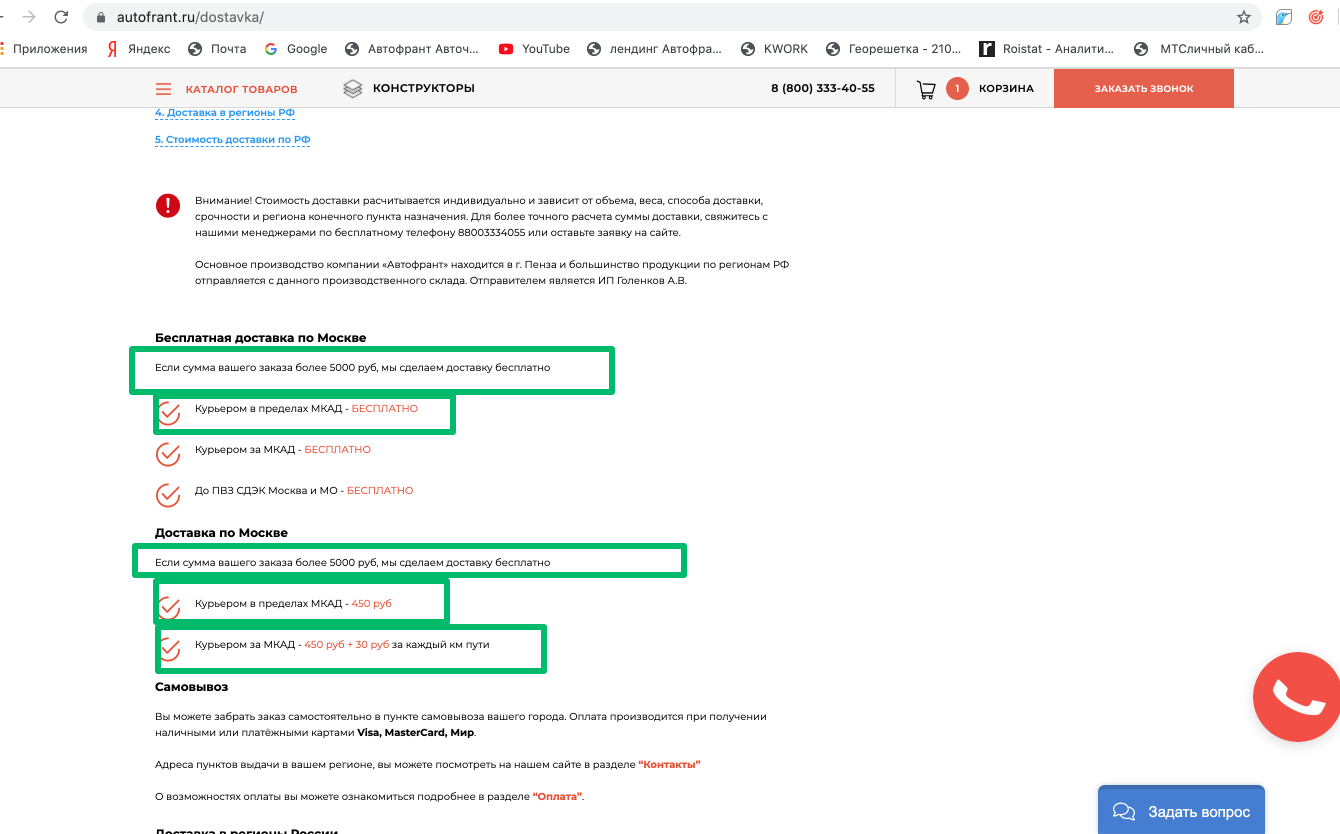 autofrant.ru/dostavka/
Приложения Яндекс Почта Google Автофрант Авточ... YouTube лендинг Автофра... KWORK Георешетка - 210... Roistat - Аналити... МТСличный каб...
КАТАЛОГ ТОВАРОВ КОНСТРУКТОРЫ 8 (800) 333-40-55 1 КОРЗИНА ЗАКАЗАТЬ ЗВОНОК
4. Доставка в регионы РФ
5. Стоимость доставки по РФ
Внимание! Стоимость доставки расчитывается индивидуально и зависит от объема, веса, способа доставки,
срочности и региона конечного пункта назначения. Для более точного расчета суммы доставки, свяжитесь с
нашими менеджерами по бесплатному телефону 88003334055 или оставьте заявку на сайте.
Основное производство компании «Автофрант» находится в г. Пенза и большинство продукции по регионам РФ
отправляется с данного производственного склада. Отправителем является ИП Голенков А.В.
Бесплатная доставка по Москве
Если сумма вашего заказа более 5000 руб, мы сделаем доставку бесплатно
Курьером в пределах МКАД - БЕСПЛАТНО
Курьером за МКАД - БЕСПЛАТНО
До ПВЗ СДЭК Москва и МО - БЕСПЛАТНО
Доставка по Москве
Если сумма вашего заказа более 5000 руб, мы сделаем доставку бесплатно
Курьером в пределах МКАД - 450 руб
Курьером за МКАД - 450 руб + 30 руб за каждый км пути
Самовывоз
Вы можете забрать заказ самостоятельно в пункте самовывоза вашего города. Оплата производится при получении
наличными или платёжными картами Visa, MasterCard, Мир.
Адреса пунктов выдачи в вашем регионе, вы можете посмотреть на нашем сайте в разделе “Контакты”
О возможностях оплаты вы можете ознакомиться подробнее в разделе “Оплата”.
Задать вопрос
Доставка в регионы России